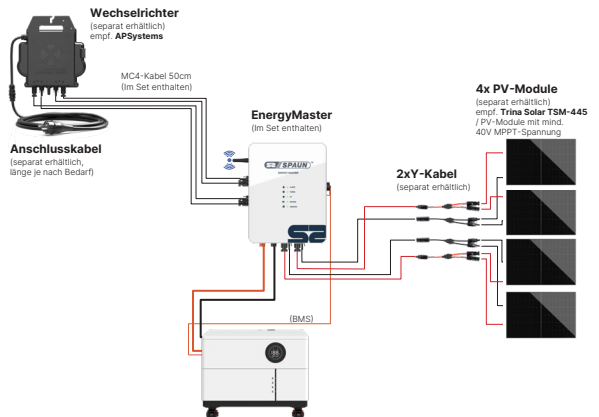 Wechselrichter
(separat erhältlich)
empf. APSystems
MC4-Kabel 50cm
(Im Set enthalten)
Anschlusskabel
(separat erhältlich,
länge je nach Bedarf)
EnergyMaster
(Im Set enthalten)
SPAUN
4x PV-Module
(separat erhältlich)
empf. Trina Solar TSM-445
/ PV-Module mit mind.
40V MPPT-Spannung
2xY-Kabel
(separat erhältlich)
(BMS)